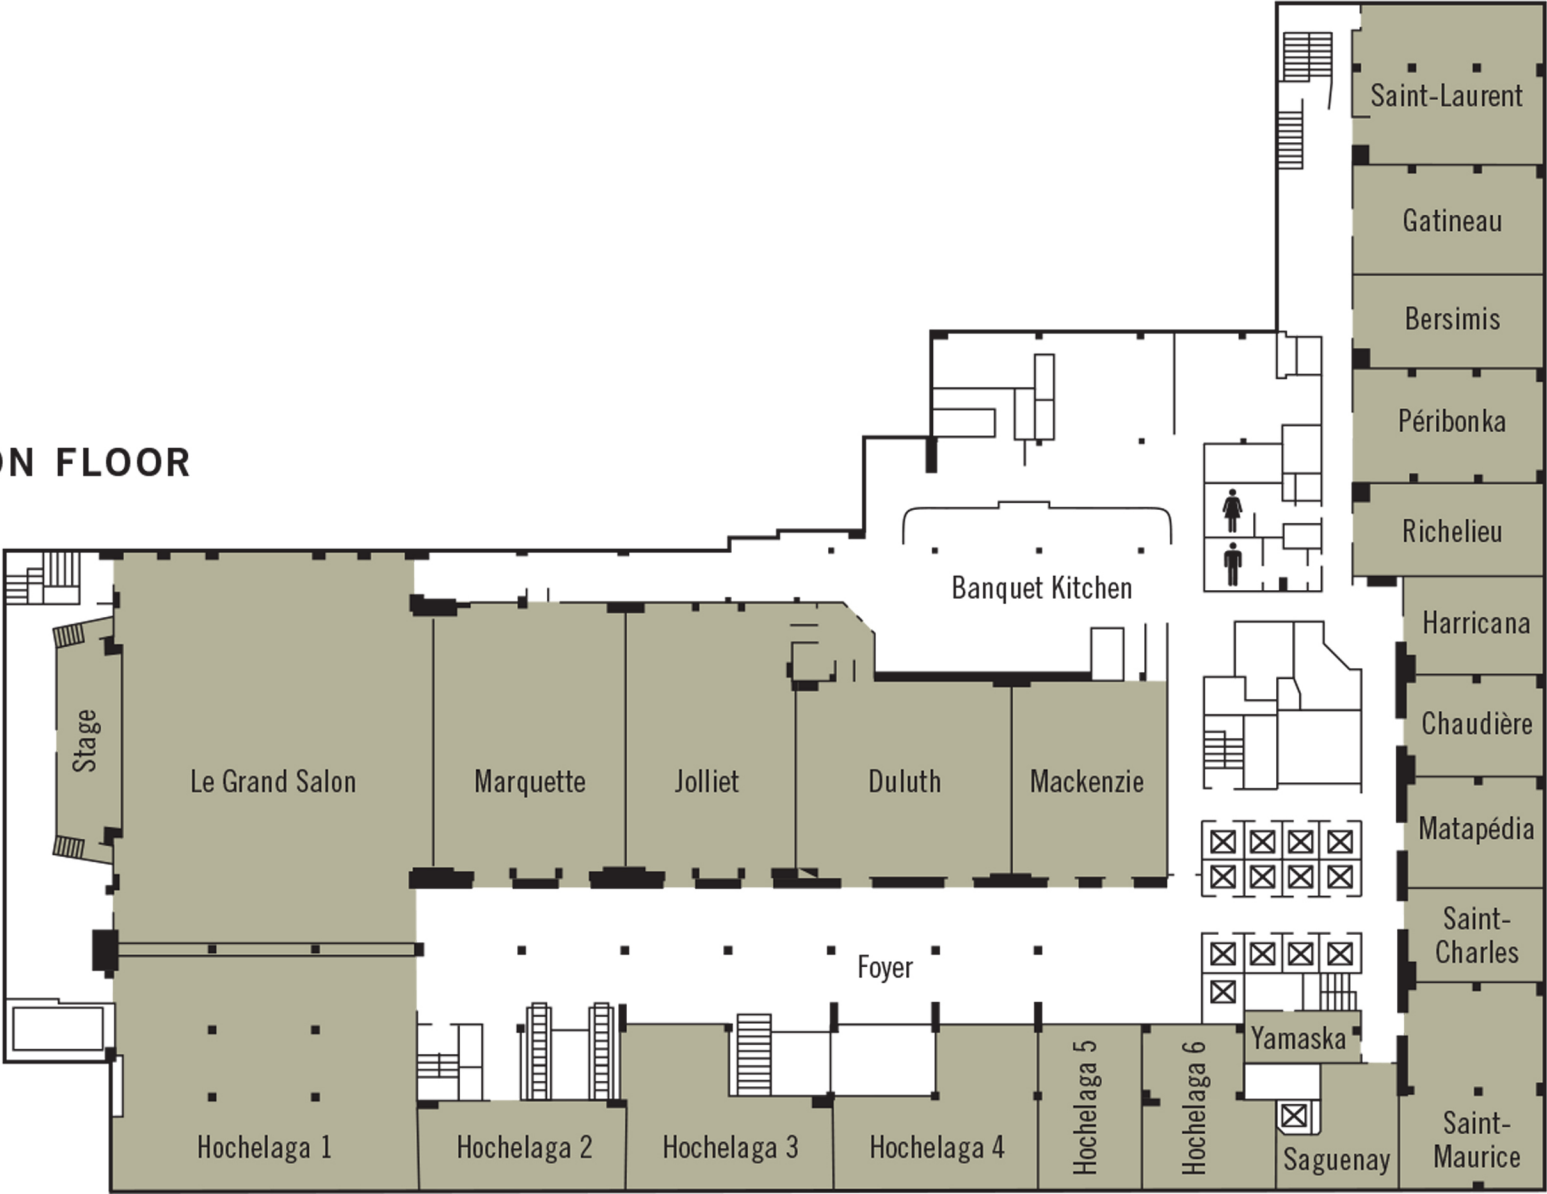 Saint-Laurent
Gatineau
Bersimis
Péribonka
ON FLOOR
Richelieu
Banquet Kitchen
Harricana
Stage
Chaudière
Le Grand Salon
Marquette
Jolliet
Duluth
Mackenzie
Matapédia
Saint-
Charles
Foyer
Yamaska
Hochelaga 5
Hochelaga 6
Hochelaga 1
Hochelaga 2
Hochelaga 3
Hochelaga 4
Saguenay
Saint-
Maurice